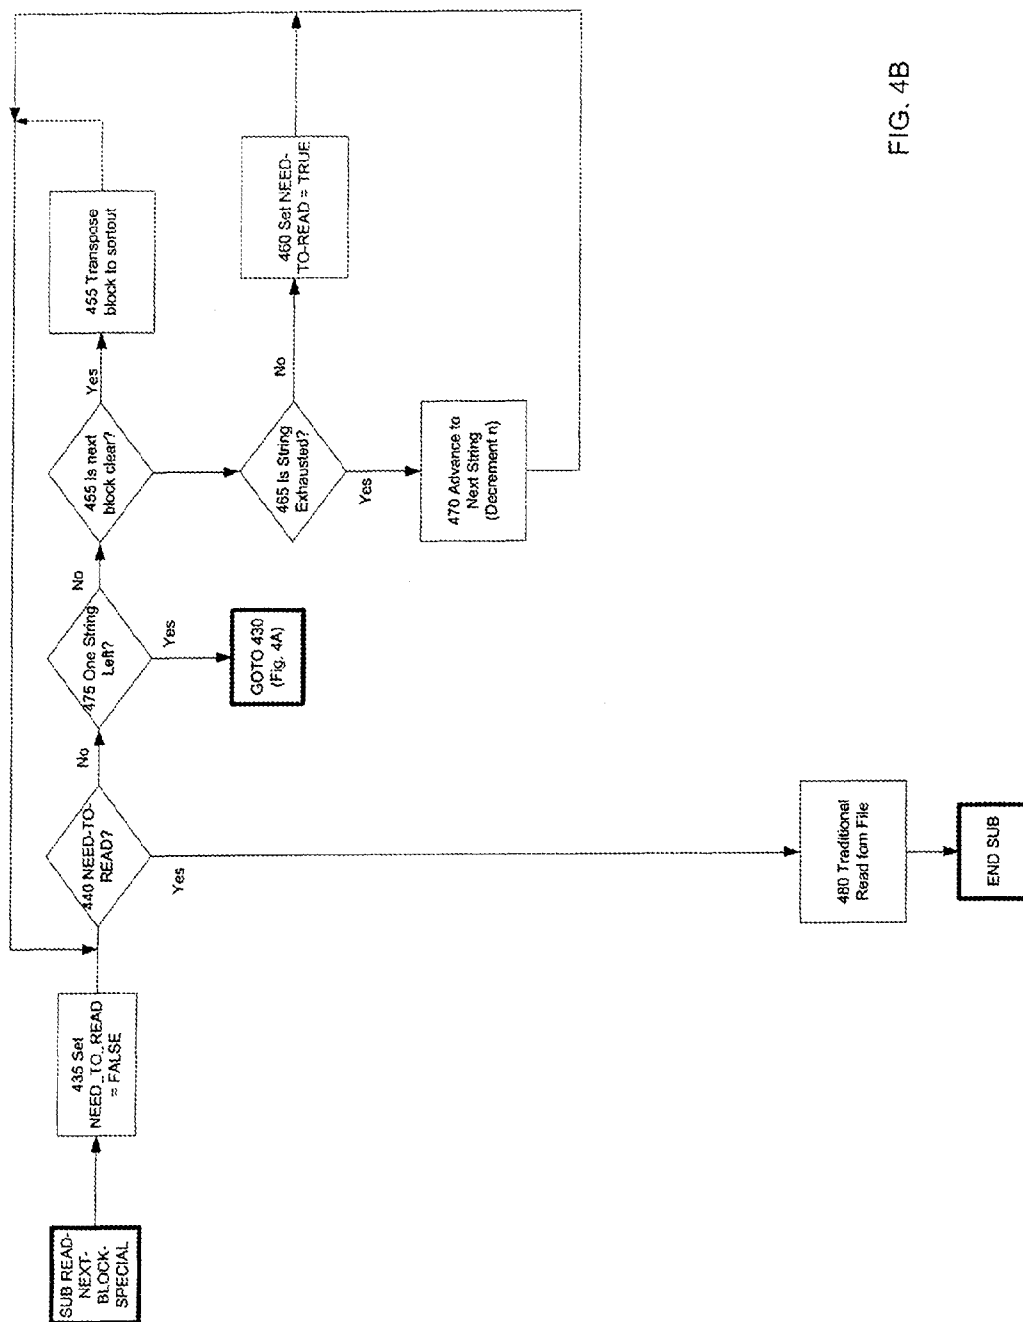 SUB READ-
NEXT-
BLOCK-
SPECIAL
435 Set
NEED_TO_READ
= FALSE
440 NEED-TO-
READ?
No
Yes
475 One String
Left?
No
Yes
GOTO 430
(Fig. 4A)
455 Is next
block clear?
Yes
455 Transpose
block to sortout
465 Is String
Exhausted?
No
Yes
460 Set NEED-
TO-READ = TRUE
470 Advance to
Next String
(Decrement n)
480 Traditional
Read fom File
END SUB
FIG. 4B